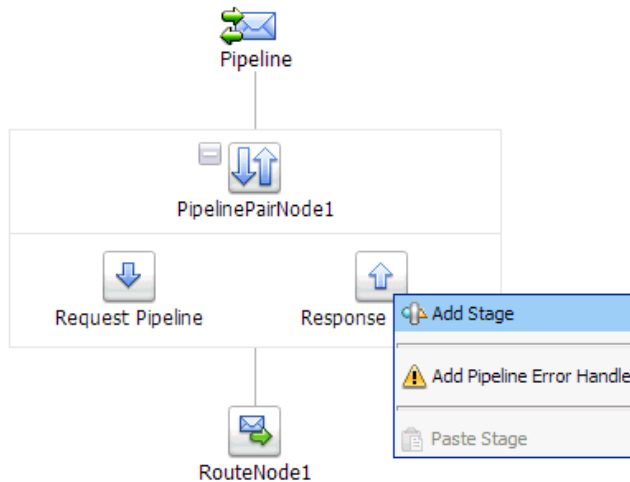 Pipeline
PipelinePairNode1
Request Pipeline
Response
Add Stage
Add Pipeline Error Handle
Paste Stage
RouteNode1